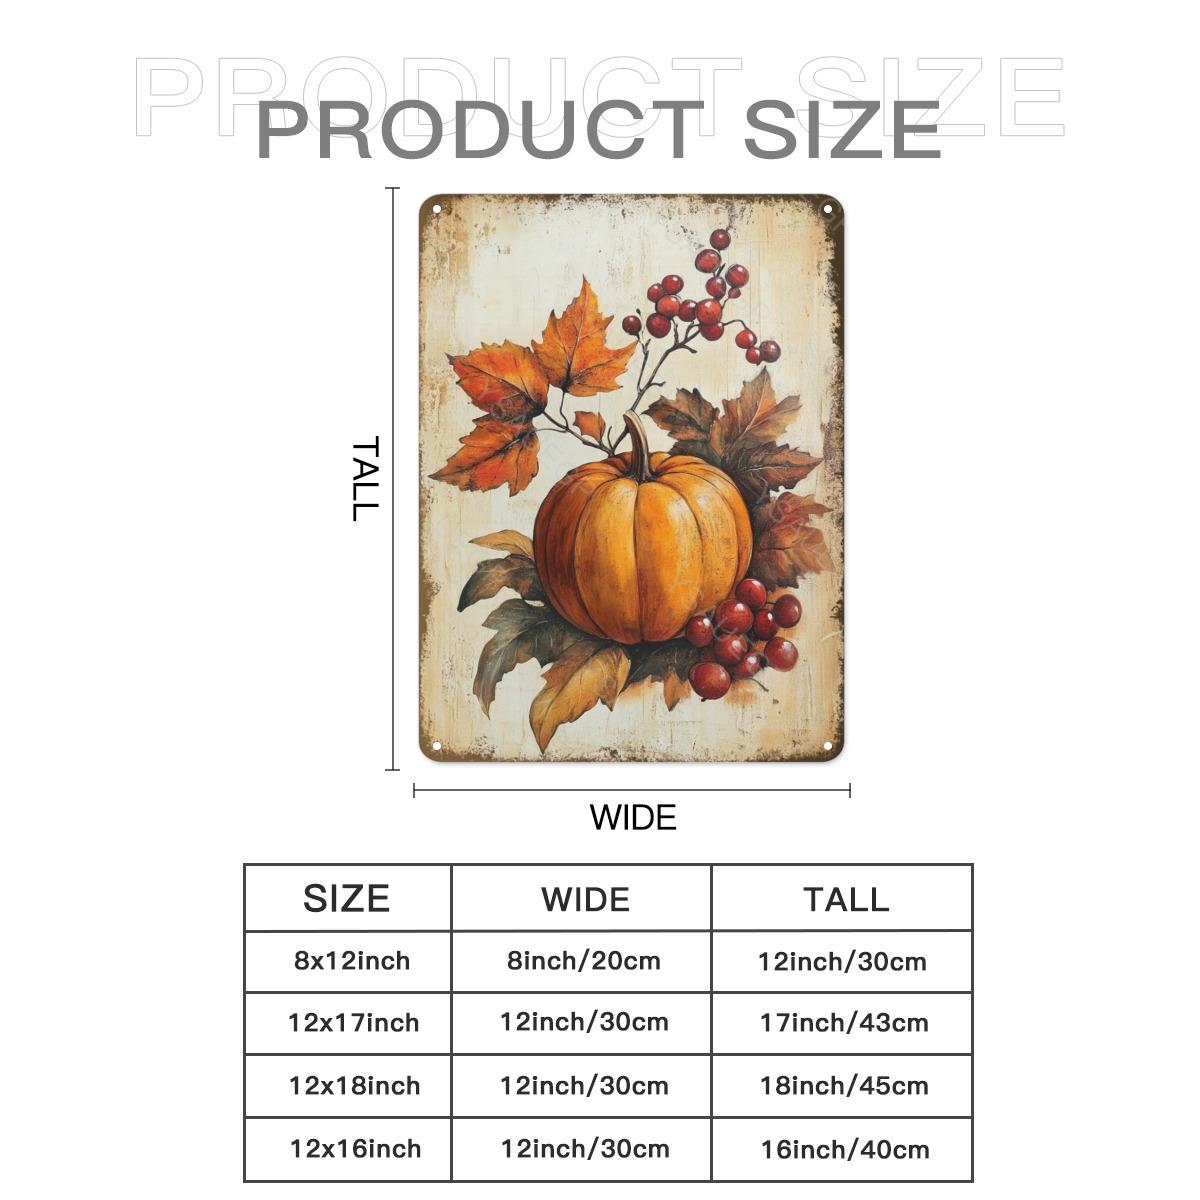 PRODUCT SIZE
PRODUCT SIZE
TALL
WIDE
SIZE WIDE TALL
8x12inch 8inch/20cm 12inch/30cm
12x17inch 12inch/30cm 17inch/43cm
12x18inch 12inch/30cm 18inch/45cm
12x16inch 12inch/30cm 16inch/40cm